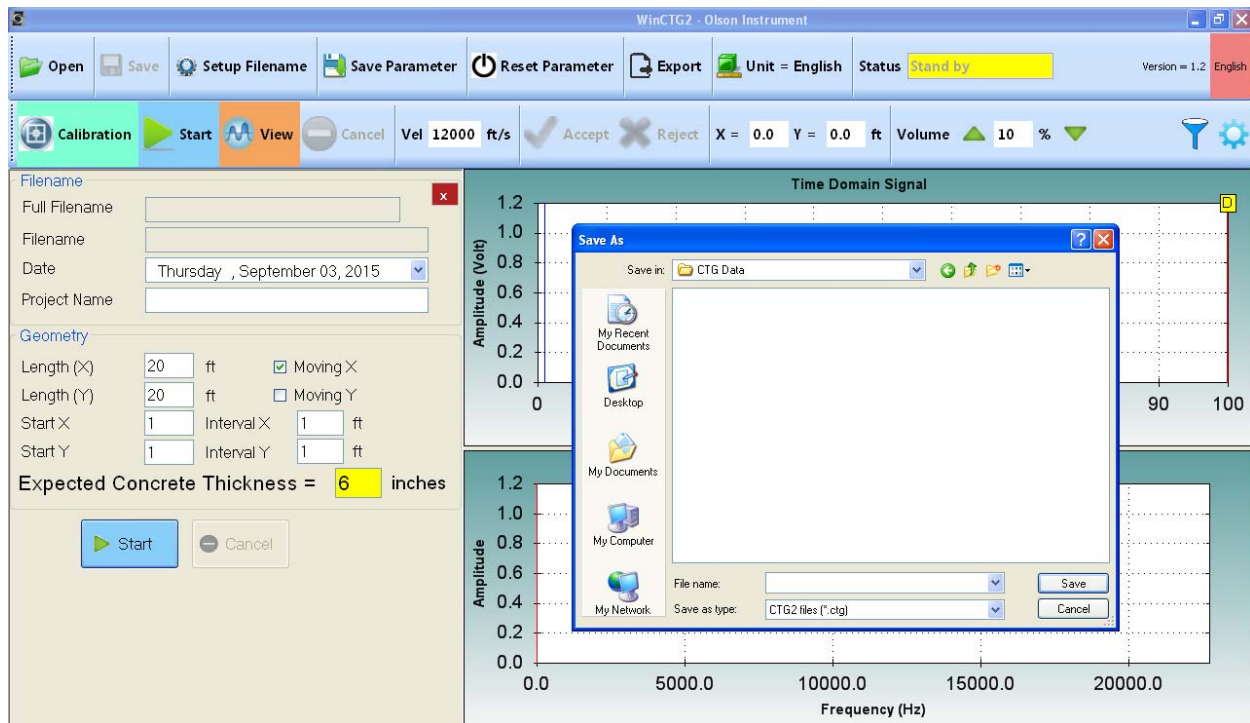 WinCTG2 - Olson Instrument
Open Save Setup Filename Save Parameter Reset Parameter Export Unit = English Status Stand by Version = 1.2 English
Calibration Start View Cancel Vel 12000 ft/s Accept Reject X = 0.0 Y = 0.0 ft Volume 10 %
Filename
x
Full Filename
Filename
Date Thursday , September 03, 2015
Project Name
Geometry
Length (X) 20 ft Moving X
Length (Y) 20 ft Moving Y
Start X 1 Interval X 1 ft
Start Y 1 Interval Y 1 ft
Expected Concrete Thickness = 6 inches
Start Cancel
Time Domain Signal
D
Amplitude (Volt)
1.2
1.0
0.8
0.6
0.4
0.2
0.0
0 90 100
Save As
Save in: CTG Data
My Recent Documents
Desktop
My Documents
My Computer
My Network
File name: Save
Save as type: CTG2 files (*.ctg) Cancel
Amplitude
1.2
1.0
0.8
0.6
0.4
0.2
0.0
0.0 5000.0 10000.0 15000.0 20000.0
Frequency (Hz)